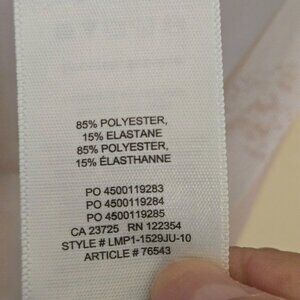 85% POLYESTER,
15% ELASTANE
85% POLYESTER,
15% ÉLASTHANNE
PO 4500119283
PO 4500119284
PO 4500119285
CA 23725 RN 122354
STYLE # LMP1-1529JU-10
ARTICLE # 76543